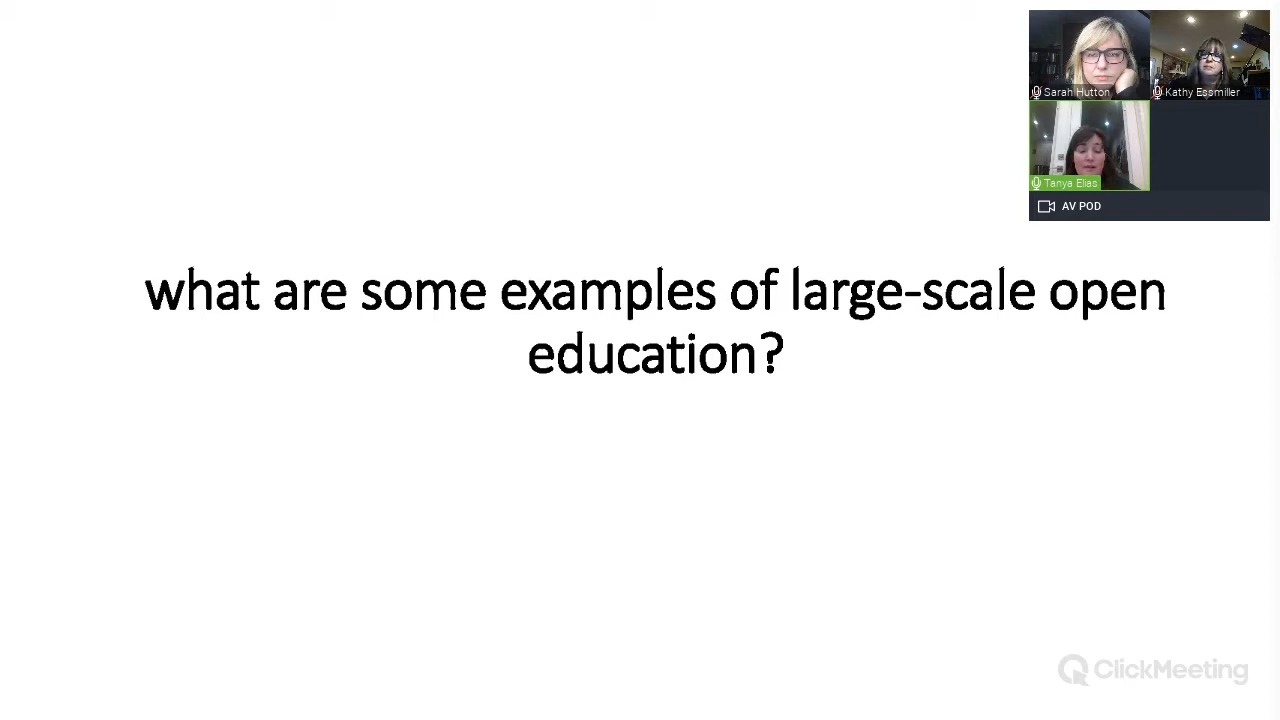 Sarah Hutton
Kathy Essmiller
Tanya Elias
AV POD
what are some examples of large-scale open
education?
ClickMeeting